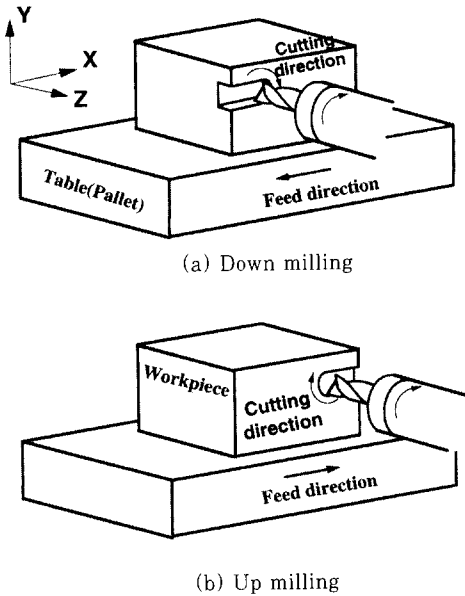 Y
X
Z
Cutting
direction
Table(Pallet)
Feed direction
(a) Down milling
Workpiece
Cutting
direction
Feed direction
(b) Up milling